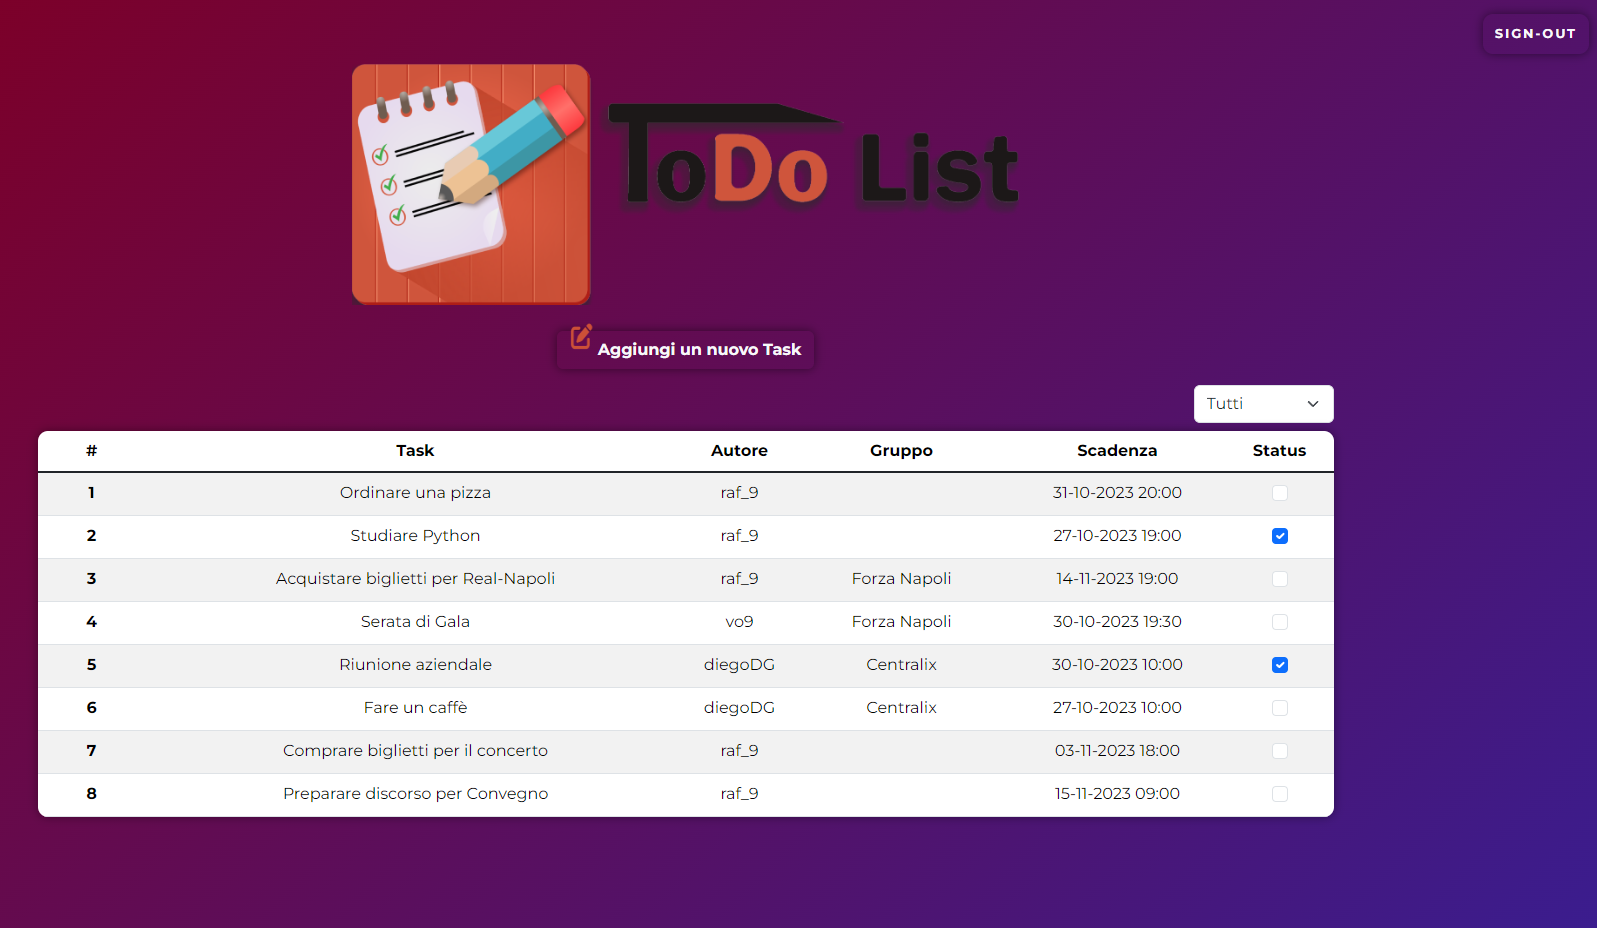 SIGN-OUT
ToDo List
Aggiungi un nuovo Task
Tutti
# Task Autore Gruppo Scadenza Status
1 Ordinare una pizza raf_9 31-10-2023 20:00
2 Studiare Python raf_9 27-10-2023 19:00
3 Acquistare biglietti per Real-Napoli raf_9 Forza Napoli 14-11-2023 19:00
4 Serata di Gala vo9 Forza Napoli 30-10-2023 19:30
5 Riunione aziendale diegoDG Centralix 30-10-2023 10:00
6 Fare un caffè diegoDG Centralix 27-10-2023 10:00
7 Comprare biglietti per il concerto raf_9 03-11-2023 18:00
8 Preparare discorso per Convegno raf_9 15-11-2023 09:00